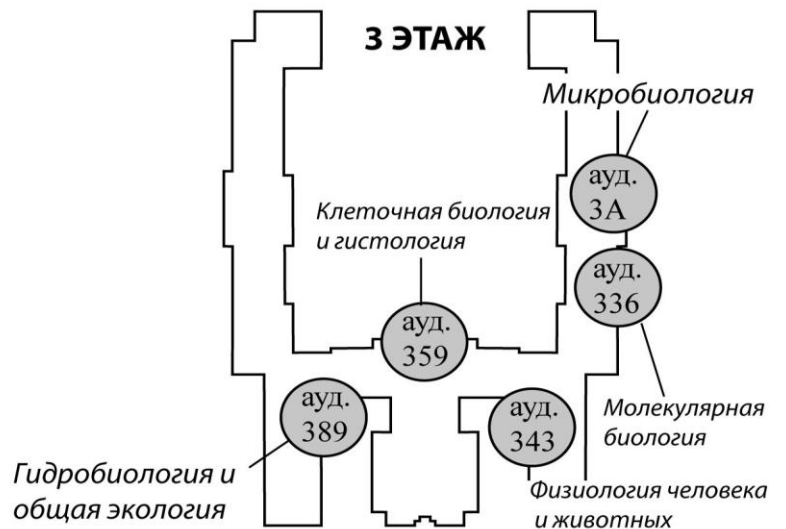 3 ЭТАЖ
Микробиология
ауд.
3А
Клеточная биология
и гистология
ауд.
336
ауд.
359
Молекулярная
биология
ауд.
389
ауд.
343
Гидробиология и
общая экология
Физиология человека
и животных